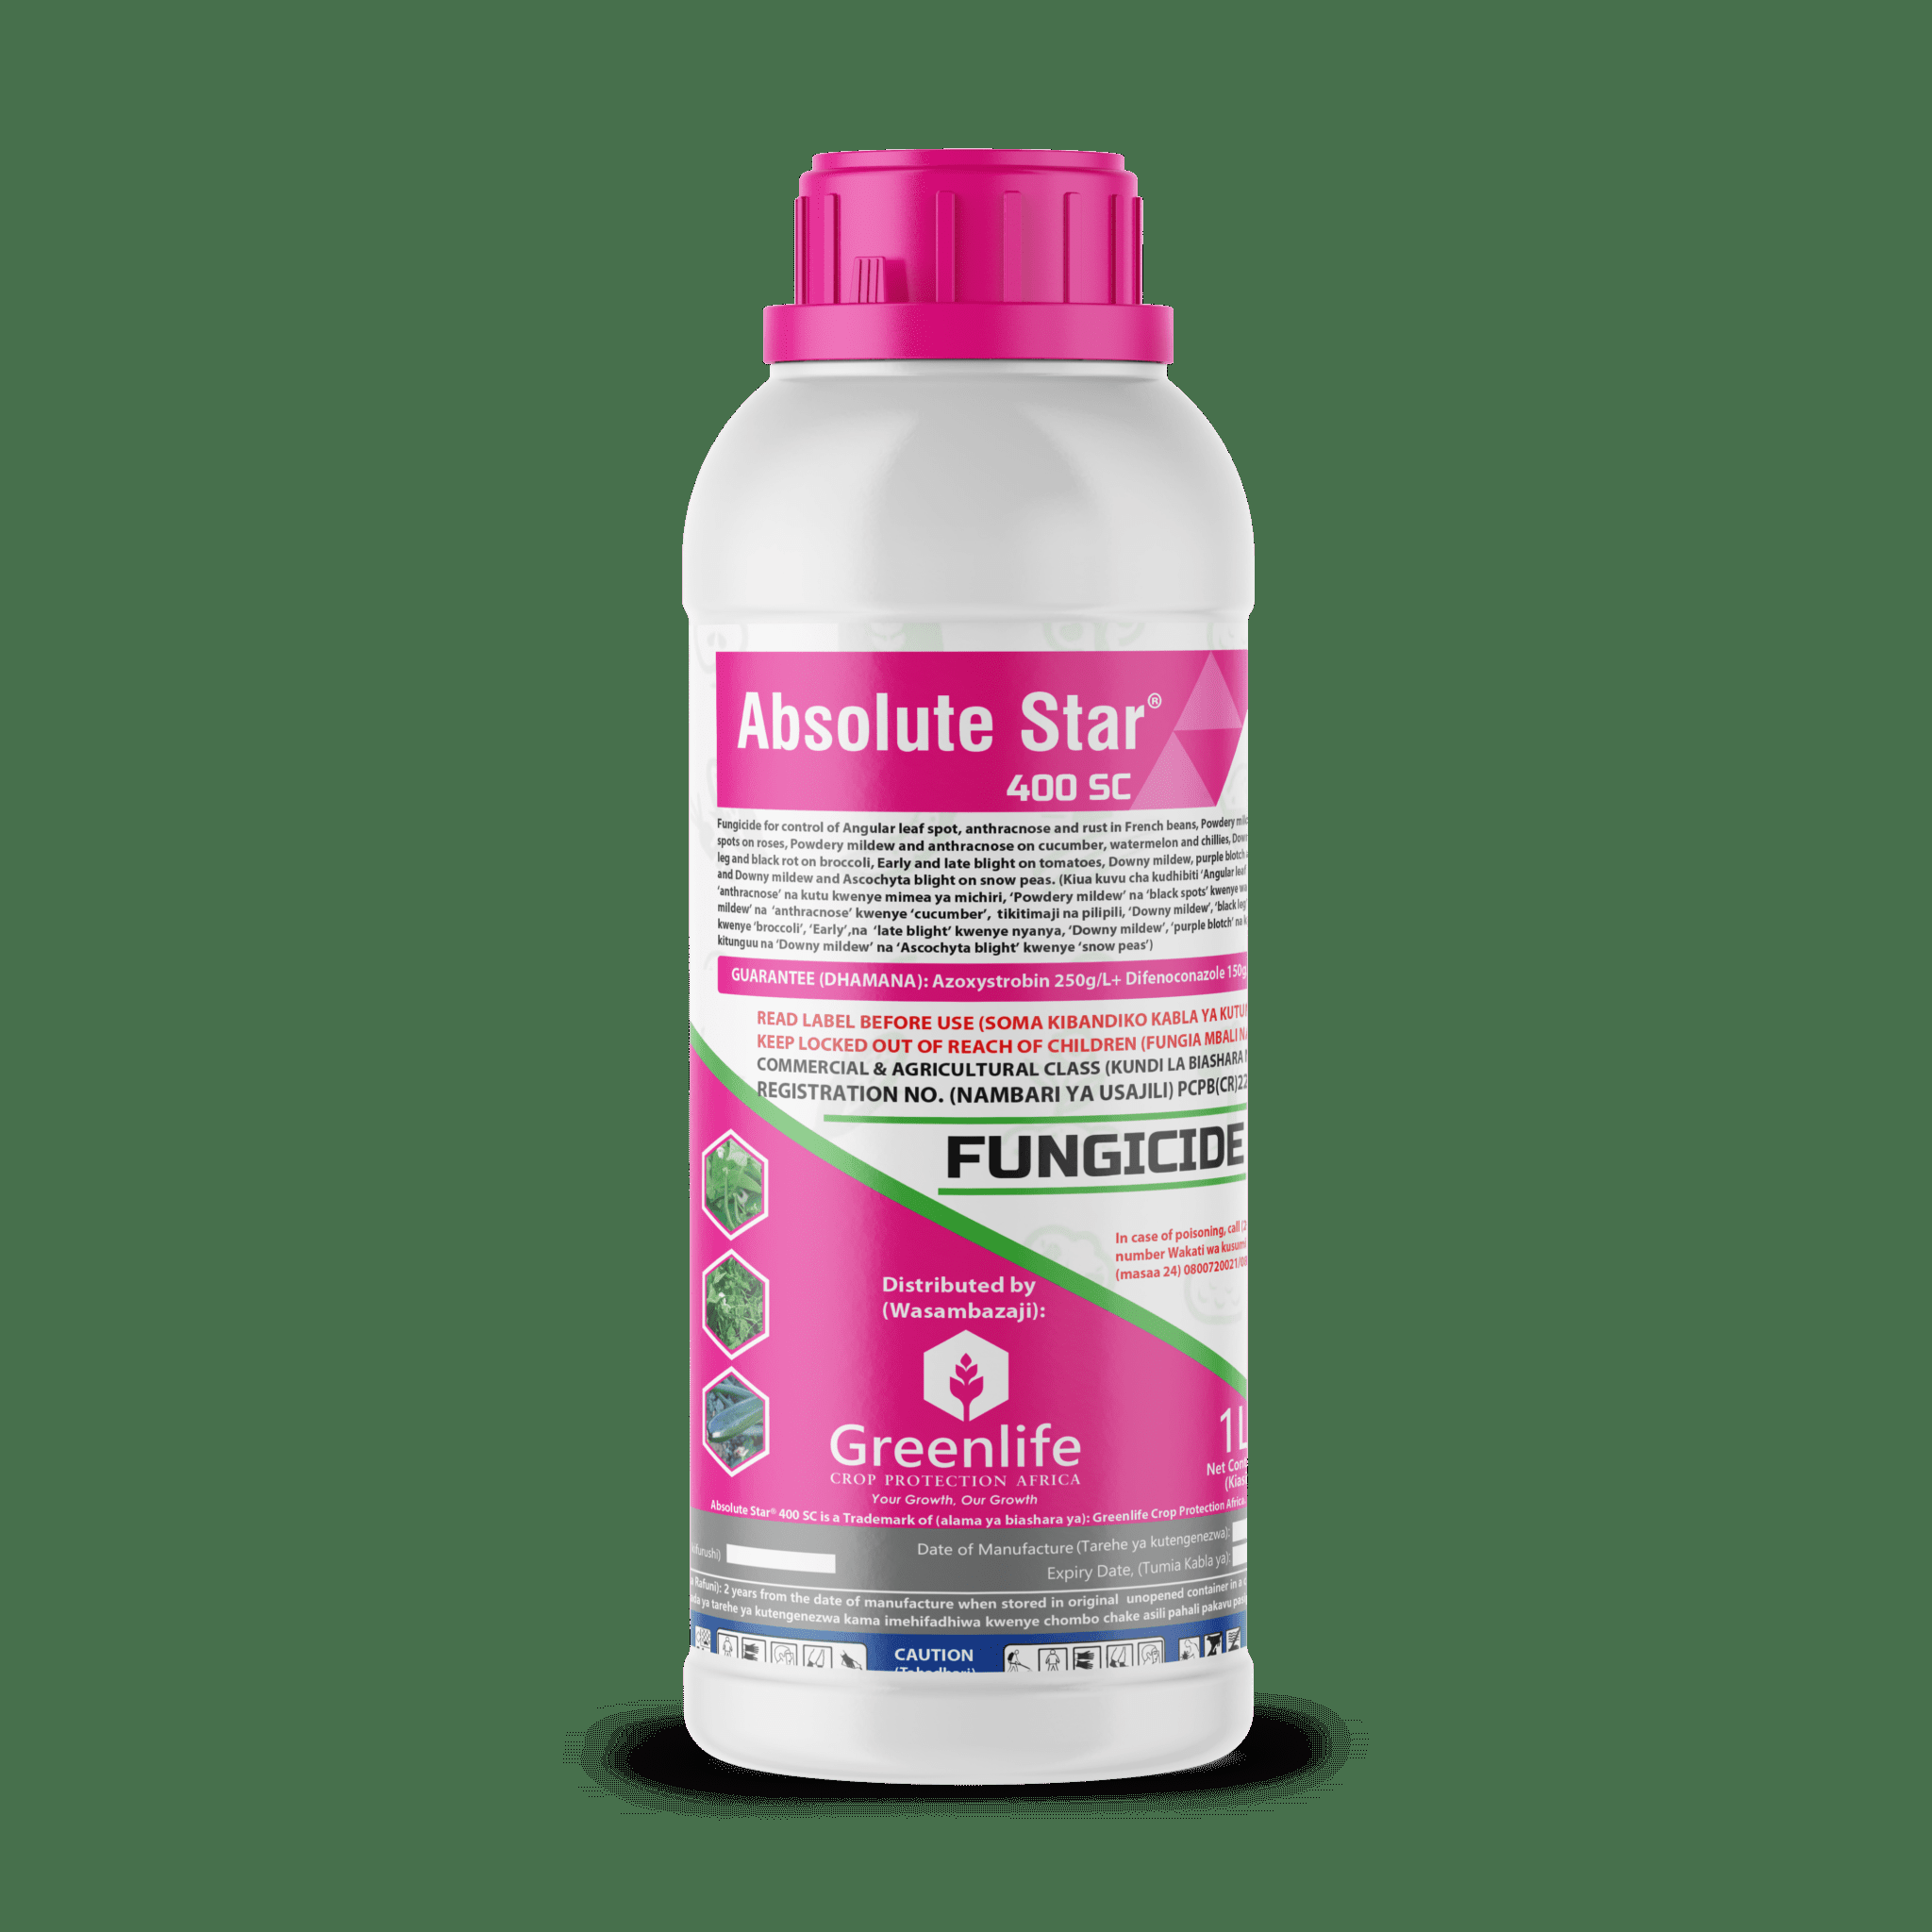 Absolute Star®
400 SC
Fungicide for control of Angular leaf spot, anthracnose and rust in French beans, Powdery
spots on roses, Powdery mildew and anthracnose on cucumber, watermelon and chillies,
leg and black rot on broccoli, Early and late blight on tomatoes, Downy mildew, purple blotch
and Downy mildew and Ascochyta blight on snow peas. (Kiua kuvu cha kudhibiti ‘Angular leaf
‘anthracnose’ na kutu kwenye mimea ya michiri, ‘Powdery mildew’ na ‘black spots’ kwenye
mildew’ na ‘anthracnose’ kwenye ‘cucumber’, tikitimaji na pilipili, ‘Downy mildew’, ‘black leg’
kwenye ‘broccoli’, ‘Early’,na ‘late blight’ kwenye nyanya, ‘Downy mildew’, ‘purple blotch’ na
kitunguu na ‘Downy mildew’ na ‘Ascochyta blight’ kwenye ‘snow peas’)
GUARANTEE (DHAMANA): Azoxystrobin 250g/L+ Difenoconazole 150g
READ LABEL BEFORE USE (SOMA KIBANDIKO KABLA YA
KEEP LOCKED OUT OF REACH OF CHILDREN (FUNGIA MBALI
COMMERCIAL & AGRICULTURAL CLASS (KUNDI LA BIASHARA
REGISTRATION NO. (NAMBARI YA USAJILI) PCPB(CR)22
FUNGICIDE
In case of poisoning, call
number Wakati wa
(masaa 24) 0800720021/
Distributed by
(Wasambazaji):
Greenlife
CROP PROTECTION AFRICA
Your Growth, Our Growth
1 L
Net
Absolute Star® 400 SC is a Trademark of (alama ya biashara ya): Greenlife Crop Protection Africa.
Date of Manufacture (Tarehe ya kutengenezwa):
Expiry Date, (Tumia Kabla ya):
Rafuni): 2 years from the date of manufacture when stored in original unopened container in a
ya tarehe ya kutengenezwa kama imehifadhiwa kwenye chombo chake asili pahali pakavu
CAUTION